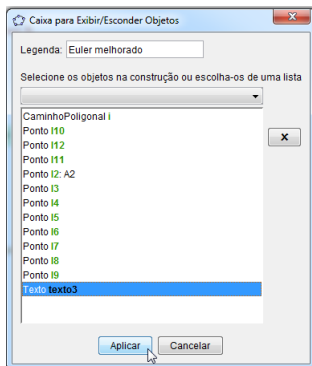 Caixa para Exibir/Esconder Objetos
Legenda: Euler melhorado
Selecione os objetos na construção ou escolha-os de uma lista
CaminhoPoligonal i
Ponto I10
Ponto I12
Ponto I11
Ponto I2: A2
Ponto I3
Ponto I4
Ponto I5
Ponto I6
Ponto I7
Ponto I8
Ponto I9
Texto texto3
x
Aplicar Cancelar